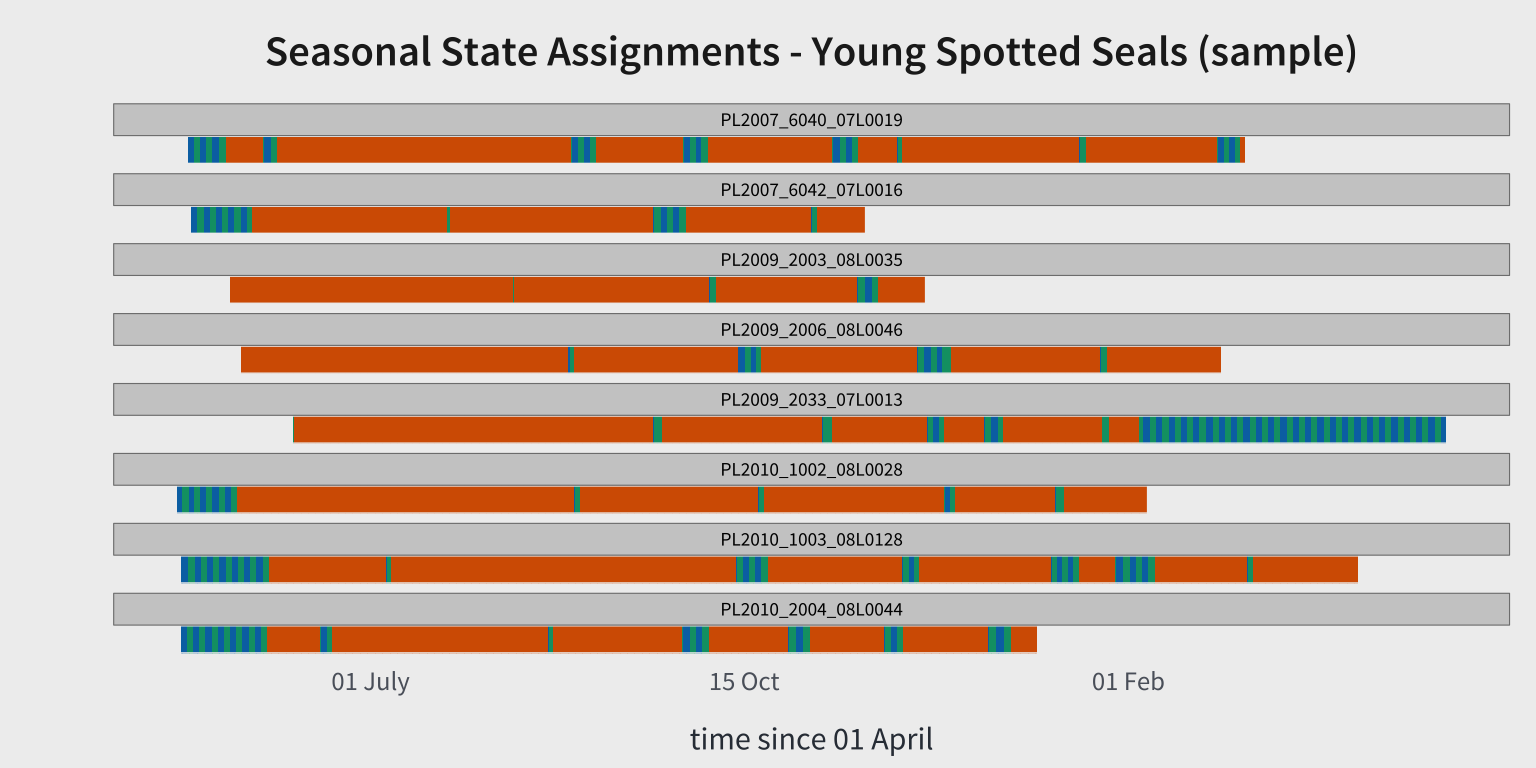 Seasonal State Assignments - Young Spotted Seals (sample)
PL2007_6040_07L0019
PL2007_6042_07L0016
PL2009_2003_08L0035
PL2009_2006_08L0046
PL2009_2033_07L0013
PL2010_1002_08L0028
PL2010_1003_08L0128
PL2010_2004_08L0044
01 July 15 Oct 01 Feb
time since 01 April